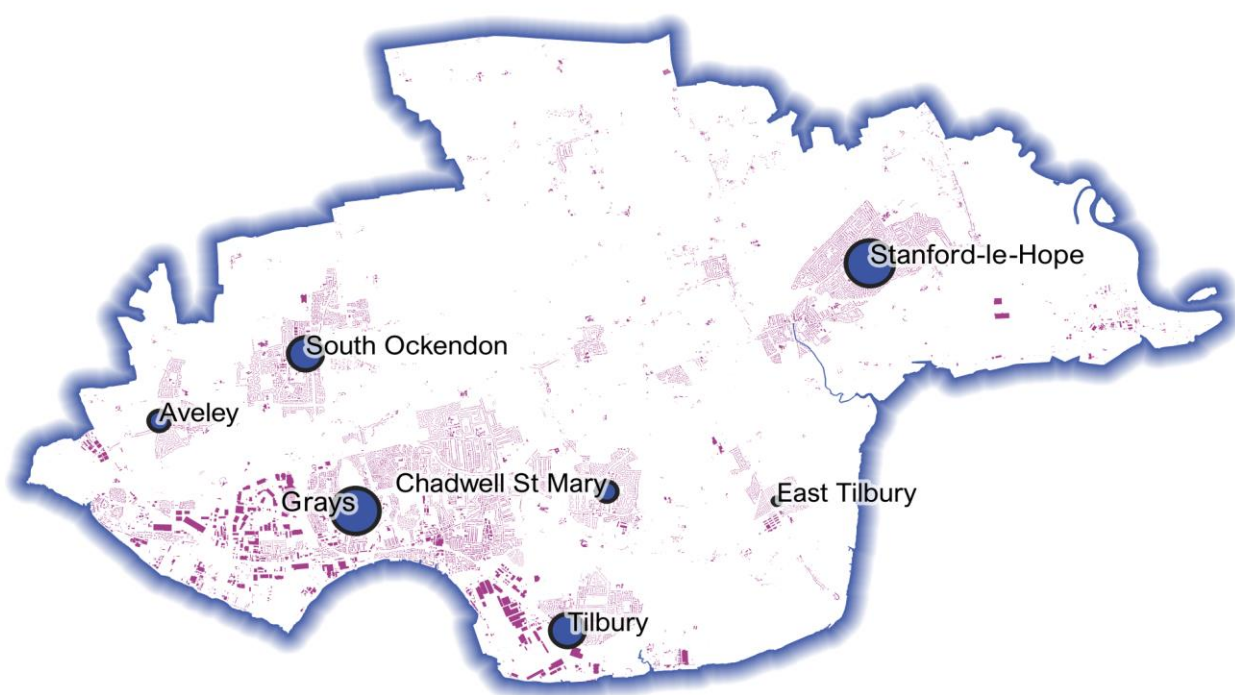 Stanford-le-Hope
South Ockendon
Aveley
Chadwell St Mary
East Tilbury
Grays
Tilbury